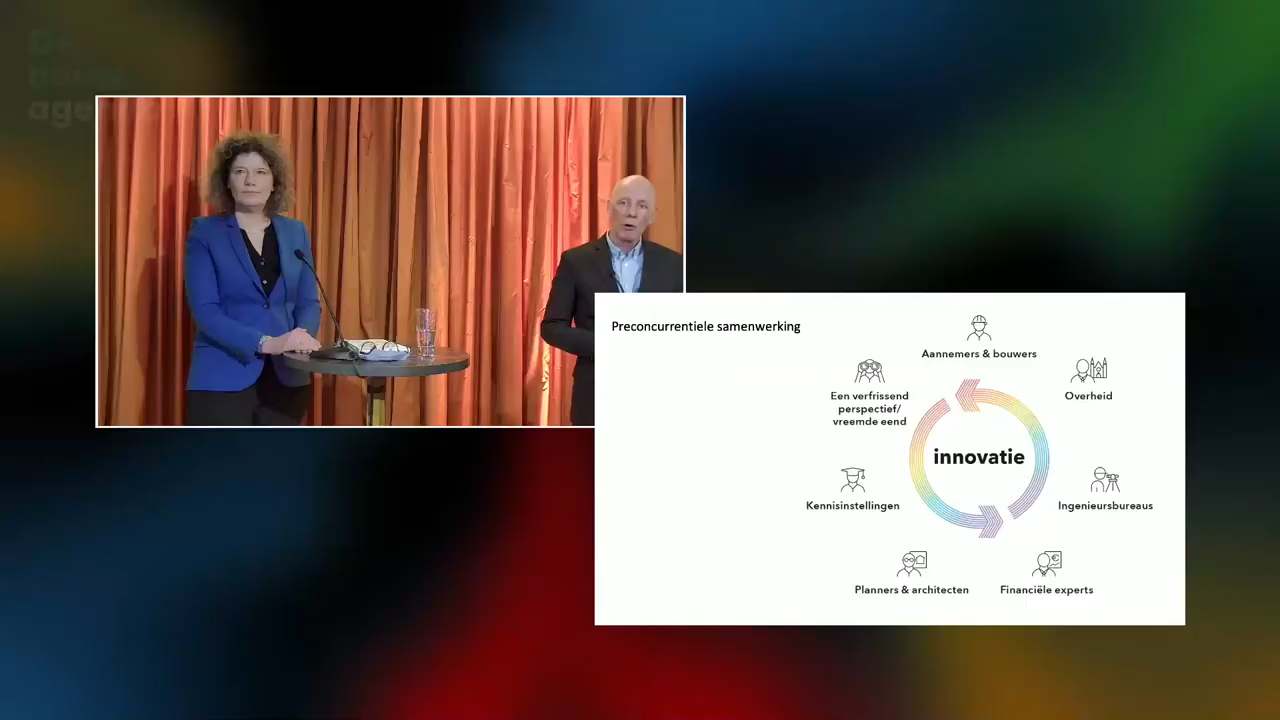 Preconcurrentiele samenwerking
Aannemers & bouwers
Een verfrissend
perspectief/
vreemde eend
Overheid
innovatie
Kennisinstellingen
Ingenieursbureaus
Planners & architecten
Financiële experts